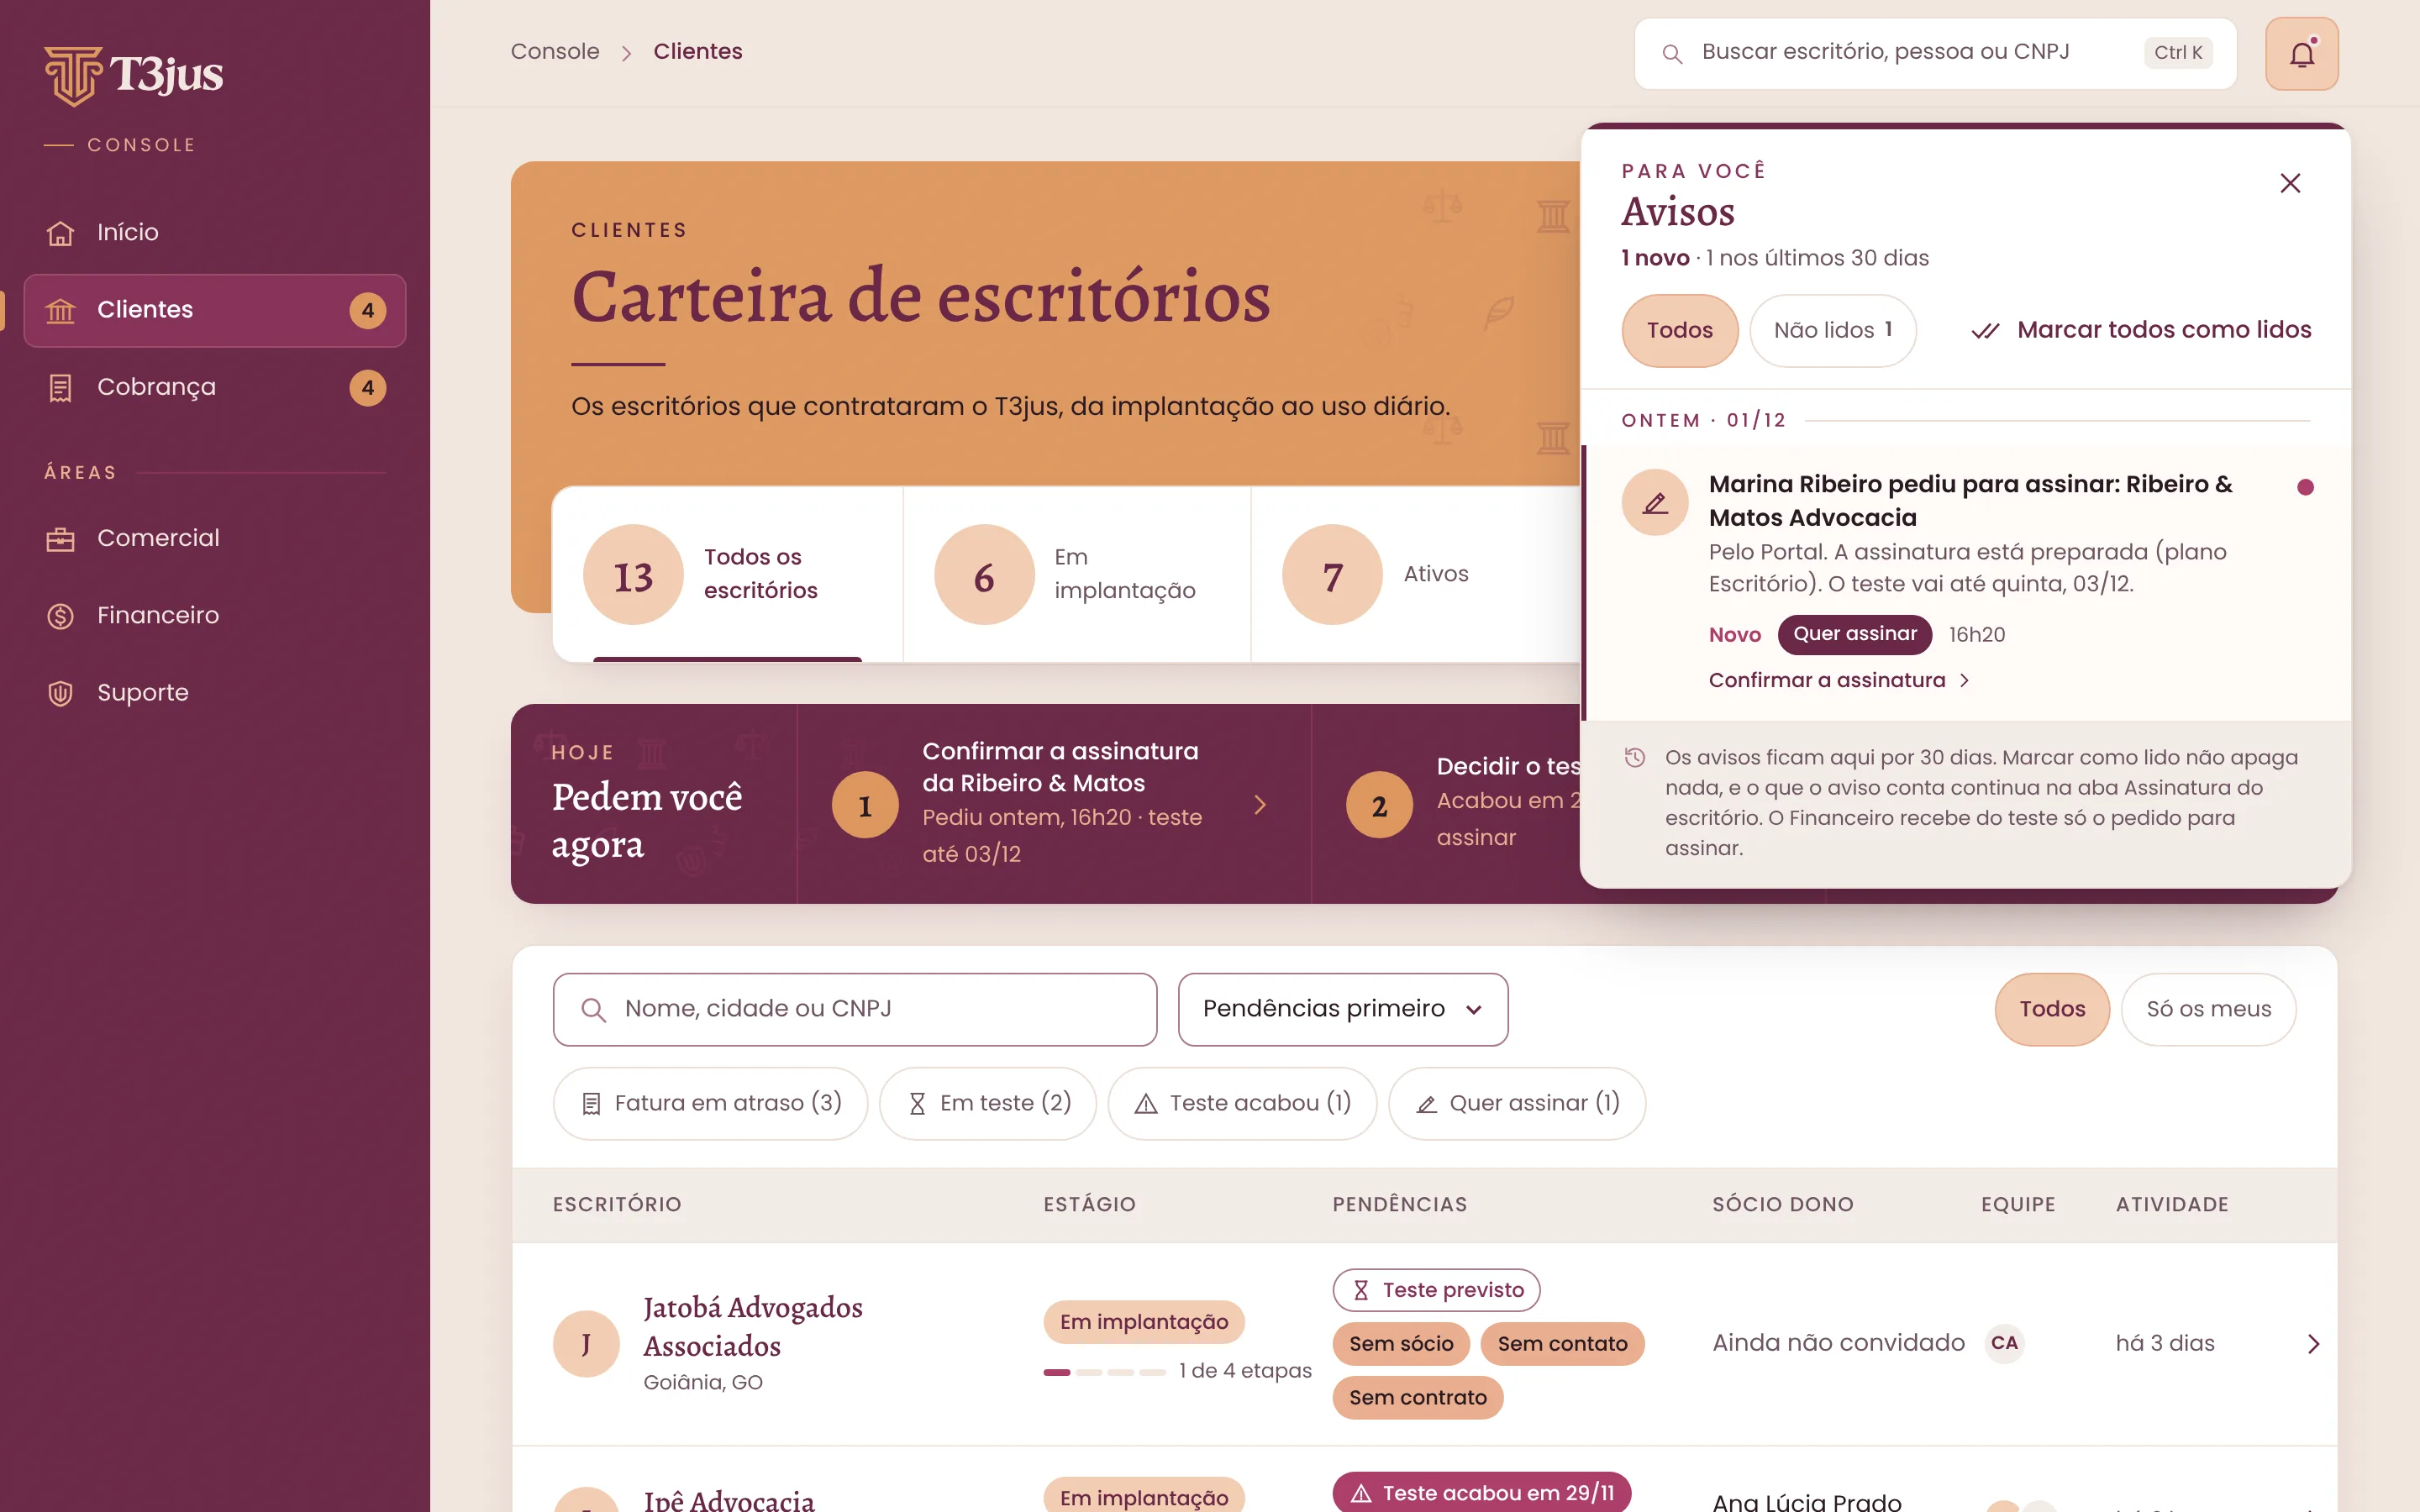 T3jus
CONSOLE
Início
Clientes
4
Cobrança
4
ÁREAS
Comercial
Financeiro
Suporte
Console > Clientes
Buscar escritório, pessoa ou CNPJ
Ctrl K
CLIENTES
Carteira de escritórios
Os escritórios que contrataram o T3jus, da implantação ao uso diário.
13
Todos os
escritórios
6
Em
implantação
7
Ativos
HOJE
Pedem você
agora
1
Confirmar a assinatura
da Ribeiro & Matos
Pediu ontem, 16h20 · teste
até 03/12
2
Decidir o tes
Acabou em 2
assinar
PARA VOCÊ
Avisos
1 novo · 1 nos últimos 30 dias
Todos
Não lidos 1
Marcar todos como lidos
ONTEM · 01/12
Marina Ribeiro pediu para assinar: Ribeiro &
Matos Advocacia
Pelo Portal. A assinatura está preparada (plano
Escritório). O teste vai até quinta, 03/12.
Novo
Quer assinar
16h20
Confirmar a assinatura
Os avisos ficam aqui por 30 dias. Marcar como lido não apaga
nada, e o que o aviso conta continua na aba Assinatura do
escritório. O Financeiro recebe do teste só o pedido para
assinar.
Nome, cidade ou CNPJ
Pendências primeiro
Todos
Só os meus
Fatura em atraso (3)
Em teste (2)
Teste acabou (1)
Quer assinar (1)
ESCRITÓRIO
ESTÁGIO
PENDÊNCIAS
SÓCIO DONO
EQUIPE
ATIVIDADE
J
Jatobá Advogados
Associados
Goiânia, GO
Em implantação
1 de 4 etapas
Teste previsto
Sem sócio
Sem contato
Sem contrato
Ainda não convidado
CA
há 3 dias
Ipê Advocacia
Em implantação
Teste acabou em 29/11
Ana Lúcia Prado